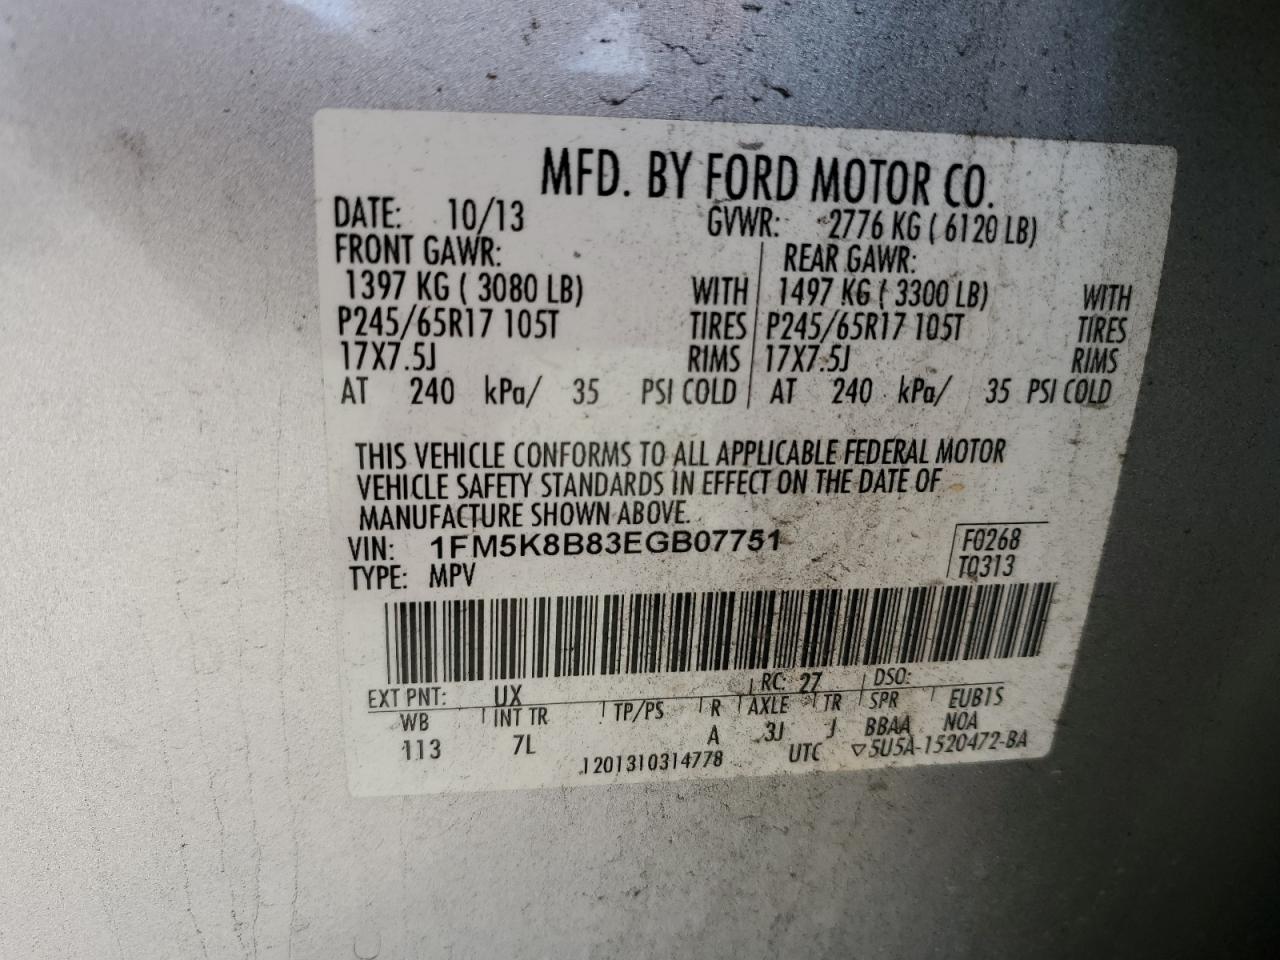 MFD. BY FORD MOTOR CO.
DATE: 10/13 GVWR: 2776 KG ( 6120 LB)
FRONT GAWR: REAR GAWR:
1397 KG ( 3080 LB) WITH 1497 KG ( 3300 LB) WITH
P245/65R17 105T TIRES P245/65R17 105T TIRES
17X7.5J RIMS 17X7.5J RIMS
AT 240 kPa/ 35 PSI COLD AT 240 kPa/ 35 PSI COLD
THIS VEHICLE CONFORMS TO ALL APPLICABLE FEDERAL MOTOR
VEHICLE SAFETY STANDARDS IN EFFECT ON THE DATE OF
MANUFACTURE SHOWN ABOVE.
VIN: 1FM5K8B83EGB07751 F0268
TYPE: MPV T0313
EXT PNT: UX RC: 27 DSO:
WB INT TR TP/PS R AXLE TR SPR EUB1S
113 7L A 3J J BBAA NOA
1201310314778 UTC ▽5U5A-1520472-BA